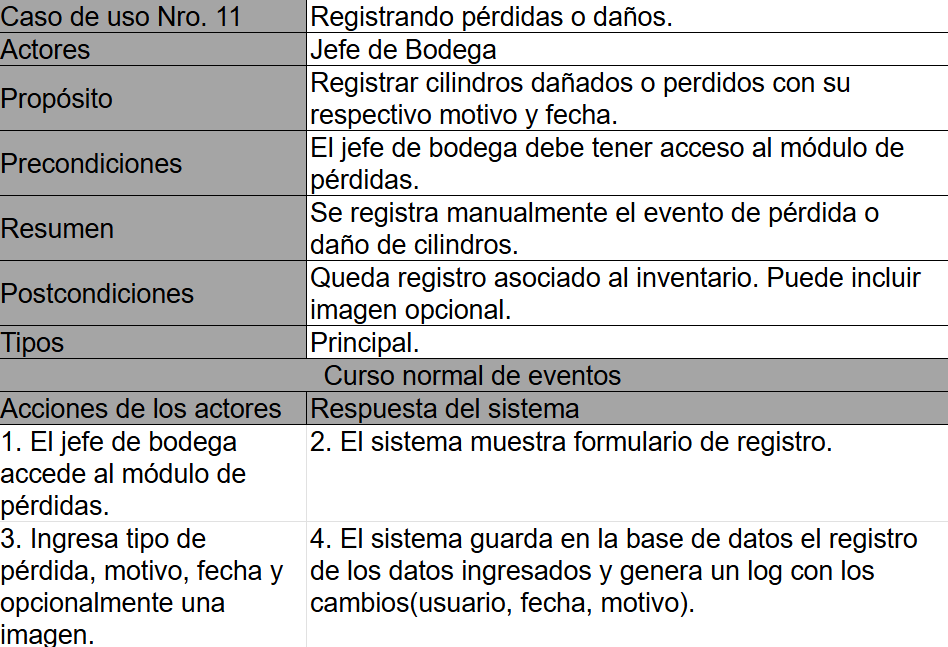 Caso de uso Nro. 11
Registrando pérdidas o daños.
Actores
Jefe de Bodega
Propósito
Registrar cilindros dañados o perdidos con su
respectivo motivo y fecha.
Precondiciones
El jefe de bodega debe tener acceso al módulo de
pérdidas.
Resumen
Se registra manualmente el evento de pérdida o
daño de cilindros.
Postcondiciones
Queda registro asociado al inventario. Puede incluir
imagen opcional.
Tipos
Principal.
Curso normal de eventos
Acciones de los actores
Respuesta del sistema
1. El jefe de bodega
accede al módulo de
pérdidas.
2. El sistema muestra formulario de registro.
3. Ingresa tipo de
pérdida, motivo, fecha y
opcionalmente una
imagen.
4. El sistema guarda en la base de datos el registro
de los datos ingresados y genera un log con los
cambios(usuario, fecha, motivo).